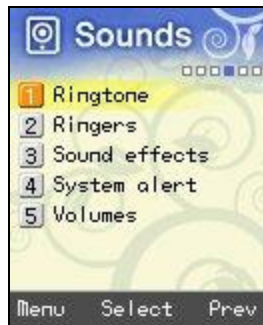 Sounds
1 Ringtone
2 Ringers
3 Sound effects
4 System alert
5 Volumes
Menu Select Prev